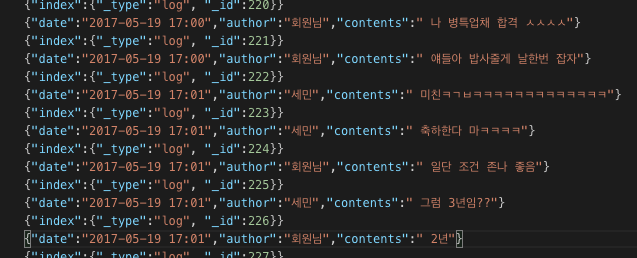 {"index":{"_type":"log", "_id":220}}
{"date":"2017-05-19 17:00","author":"회원님","contents":" 나 병특업채 합격 ㅅㅅㅅㅅ"}
{"index":{"_type":"log", "_id":221}}
{"date":"2017-05-19 17:00","author":"회원님","contents":" 얘들아 밥사줄게 날한번 잡자"}
{"index":{"_type":"log", "_id":222}}
{"date":"2017-05-19 17:01","author":"세민","contents":" 미친ㅋㄱㅂㅋㅋㅋㅋㅋㅋㅋㅋㅋㅋㅋㅋㅋ"}
{"index":{"_type":"log", "_id":223}}
{"date":"2017-05-19 17:01","author":"세민","contents":" 축하한다 마ㅋㅋㅋㅋ"}
{"index":{"_type":"log", "_id":224}}
{"date":"2017-05-19 17:01","author":"회원님","contents":" 일단 조건 존나 좋음"}
{"index":{"_type":"log", "_id":225}}
{"date":"2017-05-19 17:01","author":"세민","contents":" 그럼 3년임??"}
{"index":{"_type":"log", "_id":226}}
{"date":"2017-05-19 17:01","author":"회원님","contents":" 2년"}
{"index":{"_type":"log", "_id":227}}